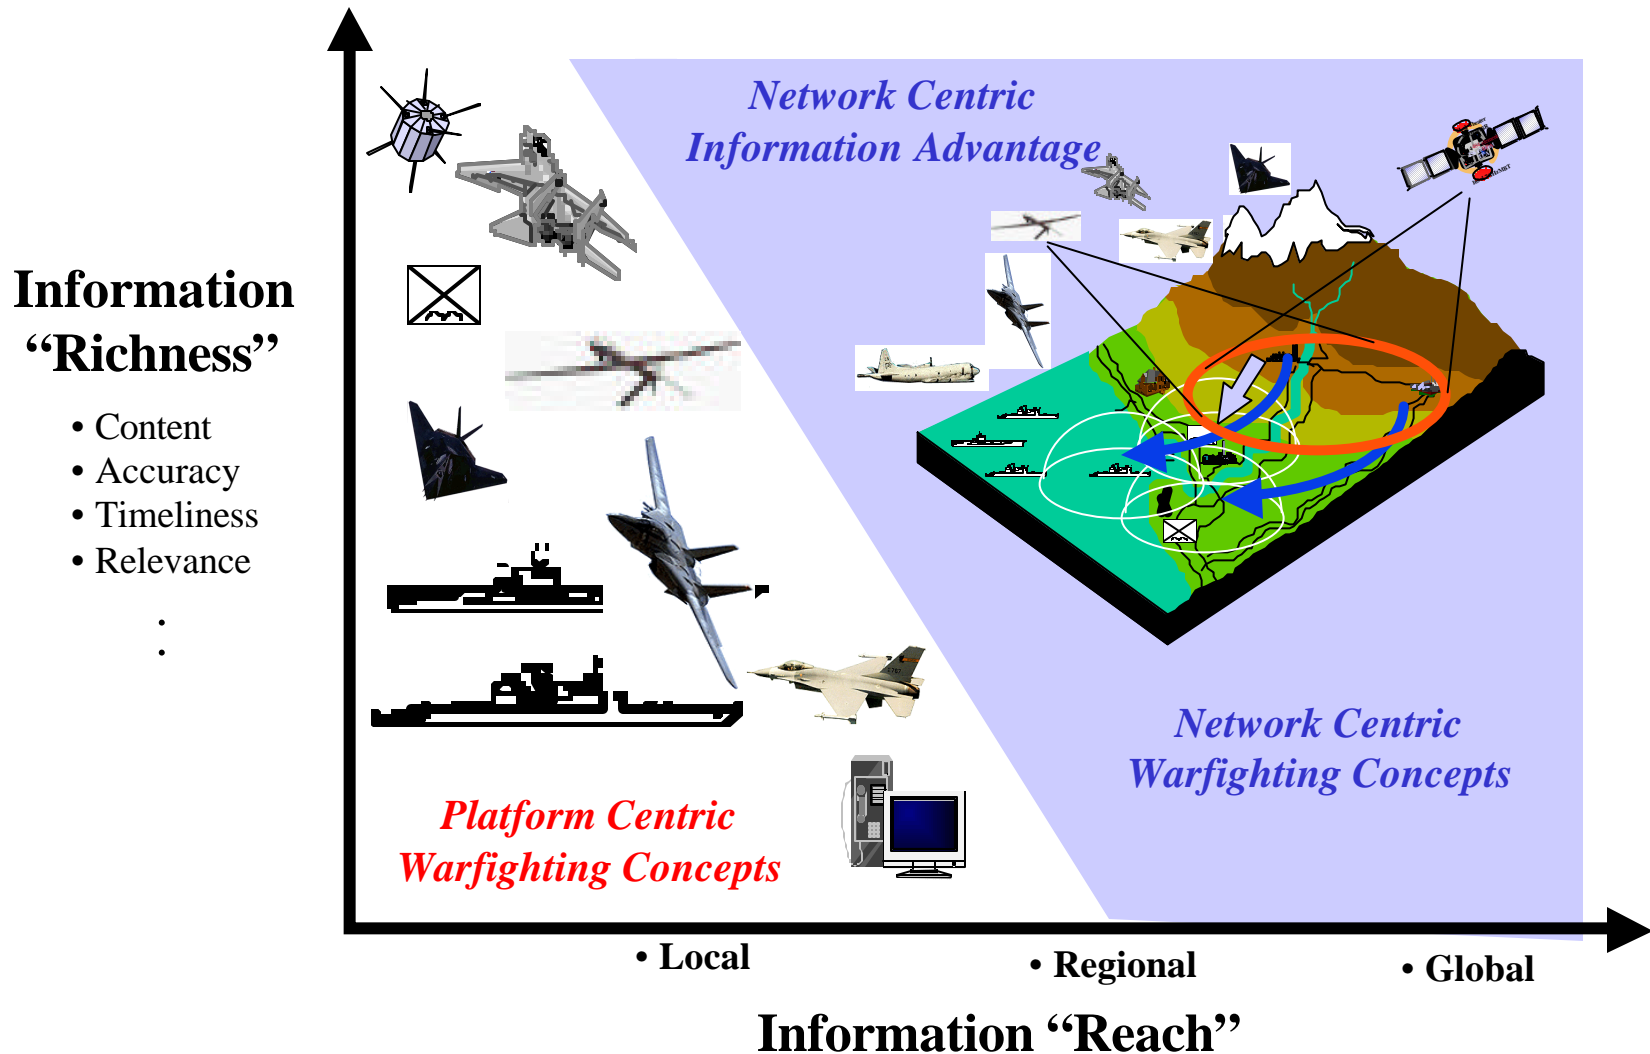 Network Centric
Information Advantage
Information
“Richness”
• Content
• Accuracy
• Timeliness
• Relevance
.
.
Network Centric
Warfighting Concepts
Platform Centric
Warfighting Concepts
• Local
• Regional
• Global
Information “Reach”